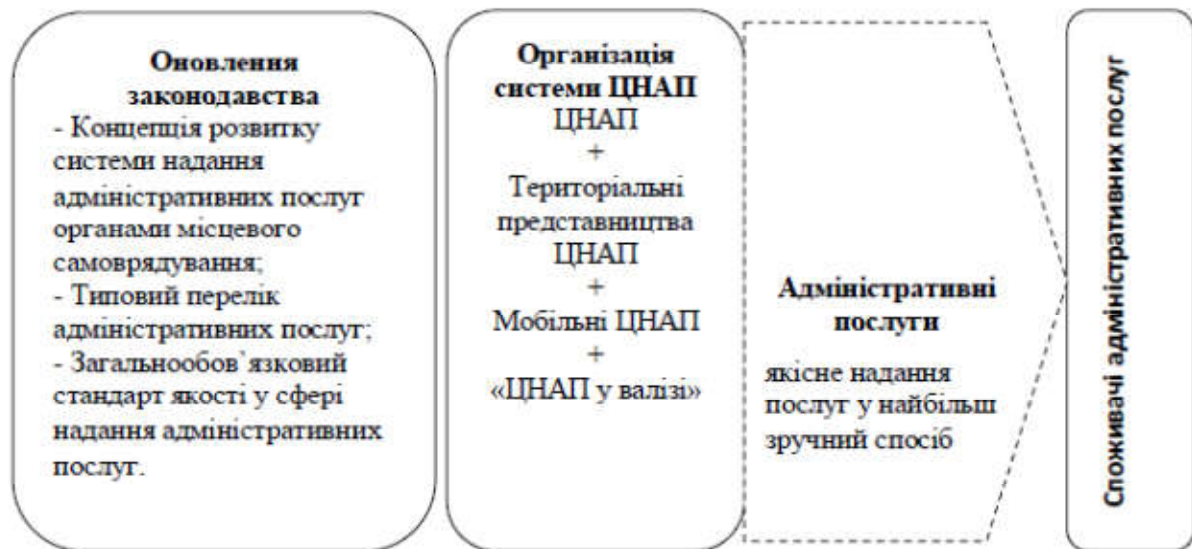 Оновлення
законодавства
- Концепція розвитку
системи надання
адміністративних послуг
органами місцевого
самоврядування;
- Типовий перелік
адміністративних послуг;
- Загальнообов`язковий
стандарт якості у сфері
надання адміністративних
послуг.
Організація
системи ЦНАП
ЦНАП
+
Територіальні
представництва
ЦНАП
+
Мобільні ЦНАП
+
«ЦНАП у валізі»
Адміністративні
послуги
якісне надання
послуг у найбільш
зручний спосіб
Споживачі адміністративних послуг